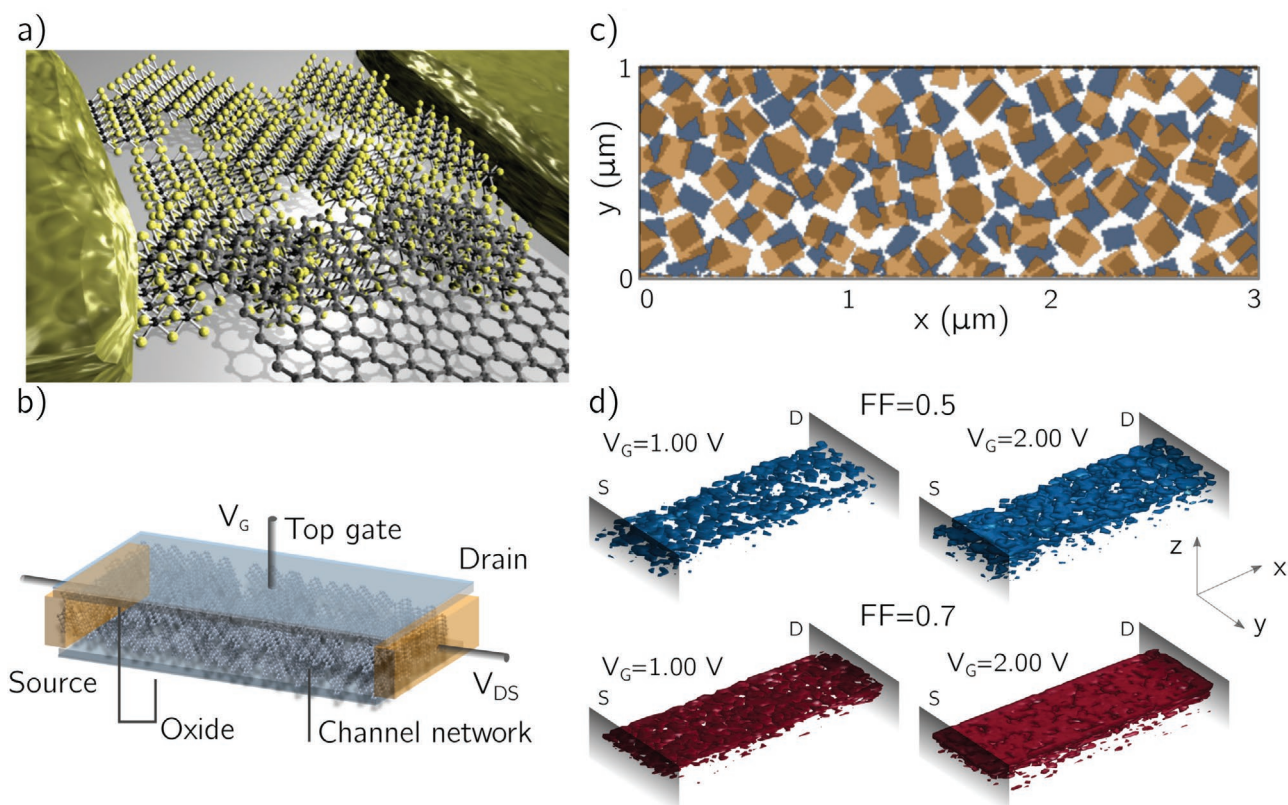 a)
b)
V_G
Top gate
Drain
Source
V_DS
Oxide
Channel network
c)
1
y (μm)
0
0
1
2
3
x (μm)
d)
FF=0.5
D
D
V_G=1.00 V
V_G=2.00 V
S
S
z
x
y
FF=0.7
D
D
V_G=1.00 V
V_G=2.00 V
S
S